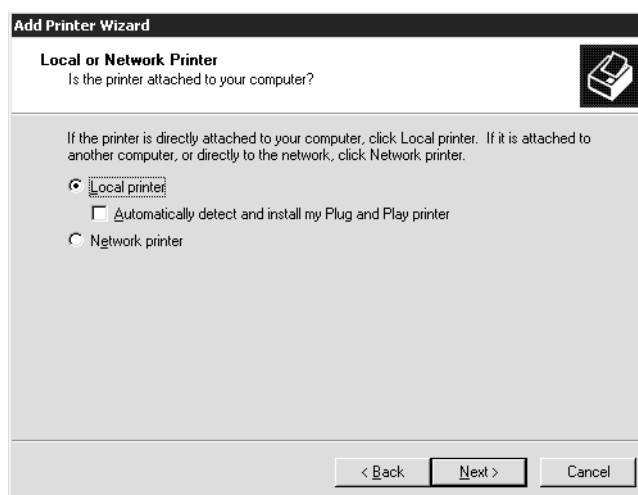 Add Printer Wizard
Local or Network Printer
Is the printer attached to your computer?
If the printer is directly attached to your computer, click Local printer. If it is attached to
another computer, or directly to the network, click Network printer.
Local printer
Automatically detect and install my Plug and Play printer
Network printer
< Back Next > Cancel